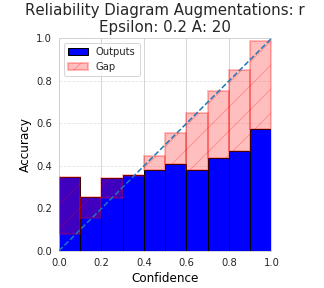 Reliability Diagram Augmentations: r
Epsilon: 0.2 A: 20
1.0
0.8
0.6
0.4
0.2
0.0
Accuracy
Outputs
Gap
0.0 0.2 0.4 0.6 0.8 1.0
Confidence